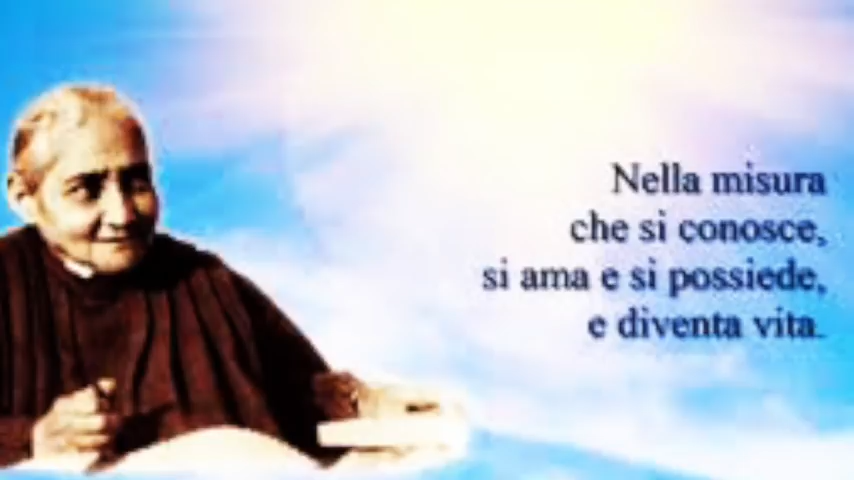 Nella misura
che si conosce,
si ama e si possiede,
e diventa vita.